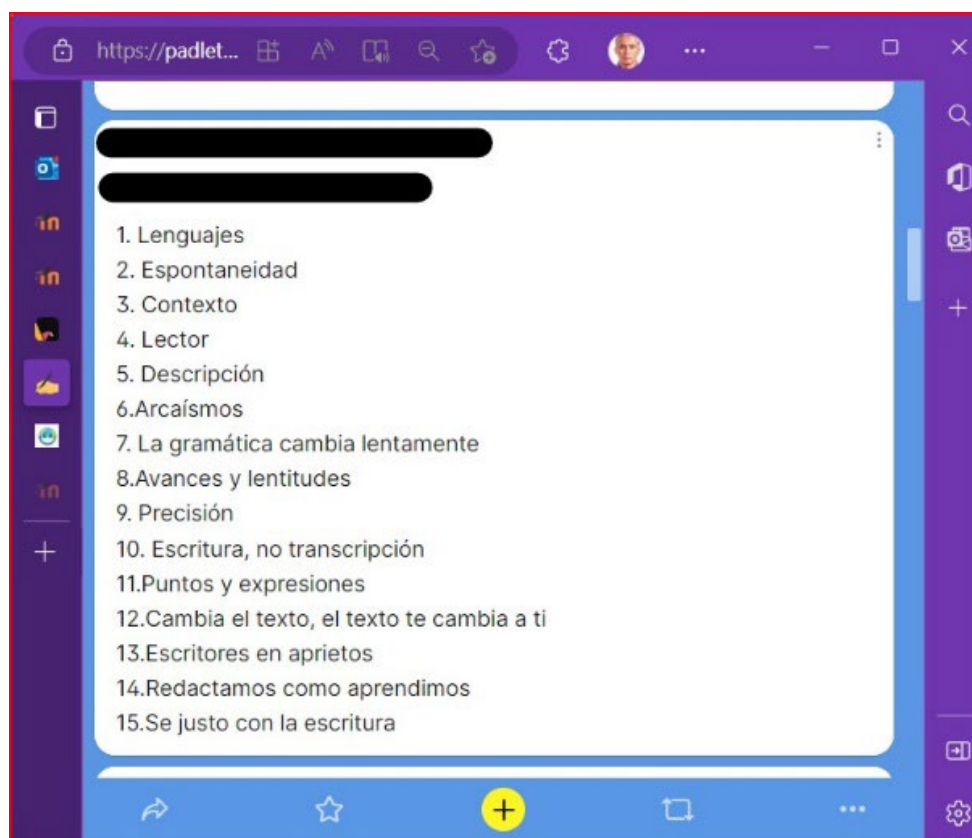 https://padlet...
1. Lenguajes
2. Espontaneidad
3. Contexto
4. Lector
5. Descripción
6.Arcaísmos
7. La gramática cambia lentamente
8.Avances y lentitudes
9. Precisión
10. Escritura, no transcripción
11.Puntos y expresiones
12.Cambia el texto, el texto te cambia a ti
13.Escritores en aprietos
14.Redactamos como aprendimos
15.Se justo con la escritura